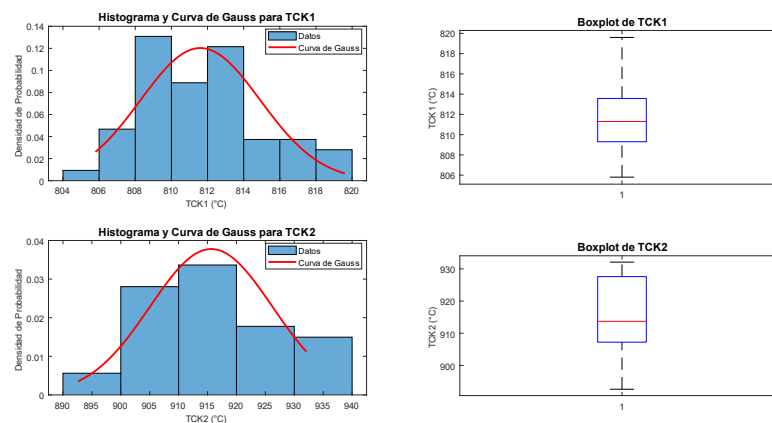 Histograma y Curva de Gauss para TCK1
0.14
0.12
0.1
0.08
0.06
0.04
0.02
0
Densidad de Probabilidad
Datos
Curva de Gauss
804 806 808 810 812 814 816 818 820
TCK1 (°C)
Boxplot de TCK1
820
818
816
814
812
810
808
806
TCK1 (°C)
1
Histograma y Curva de Gauss para TCK2
0.04
0.03
0.02
0.01
0
Densidad de Probabilidad
Datos
Curva de Gauss
890 895 900 905 910 915 920 925 930 935 940
TCK2 (°C)
Boxplot de TCK2
930
920
910
900
TCK2 (°C)
1